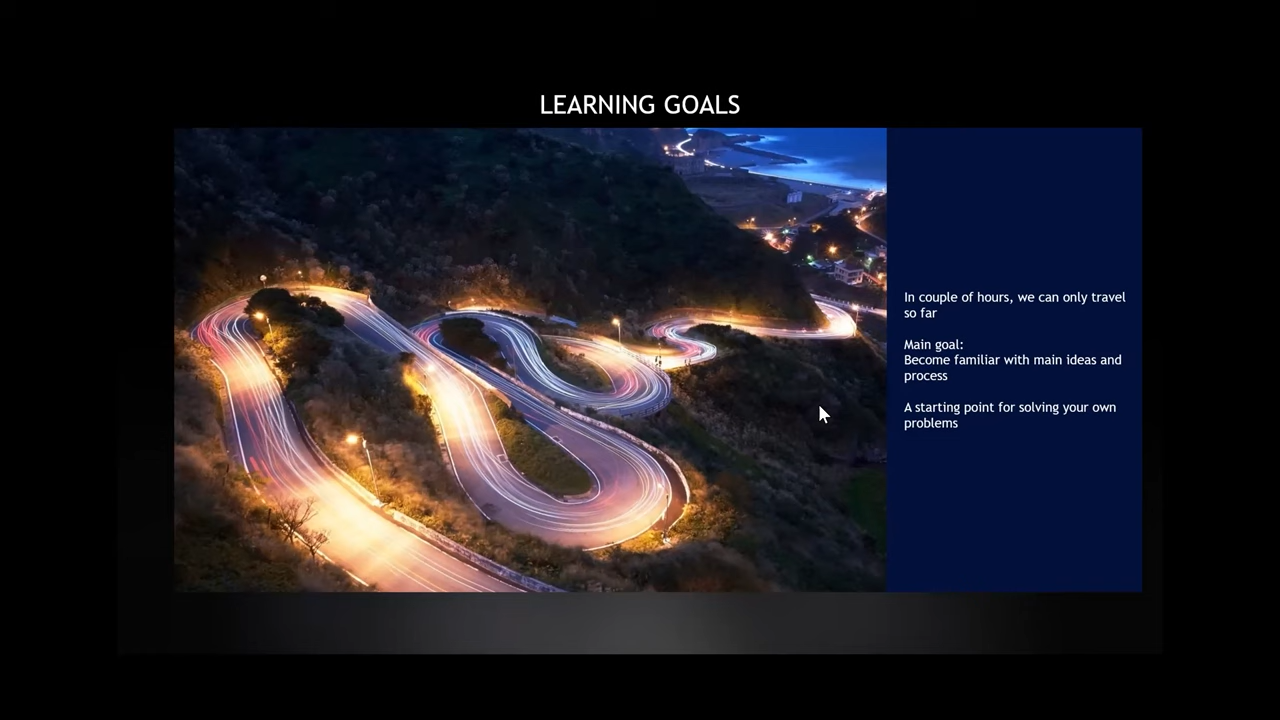 LEARNING GOALS
In couple of hours, we can only travel
so far
Main goal:
Become familiar with main ideas and
process
A starting point for solving your own
problems